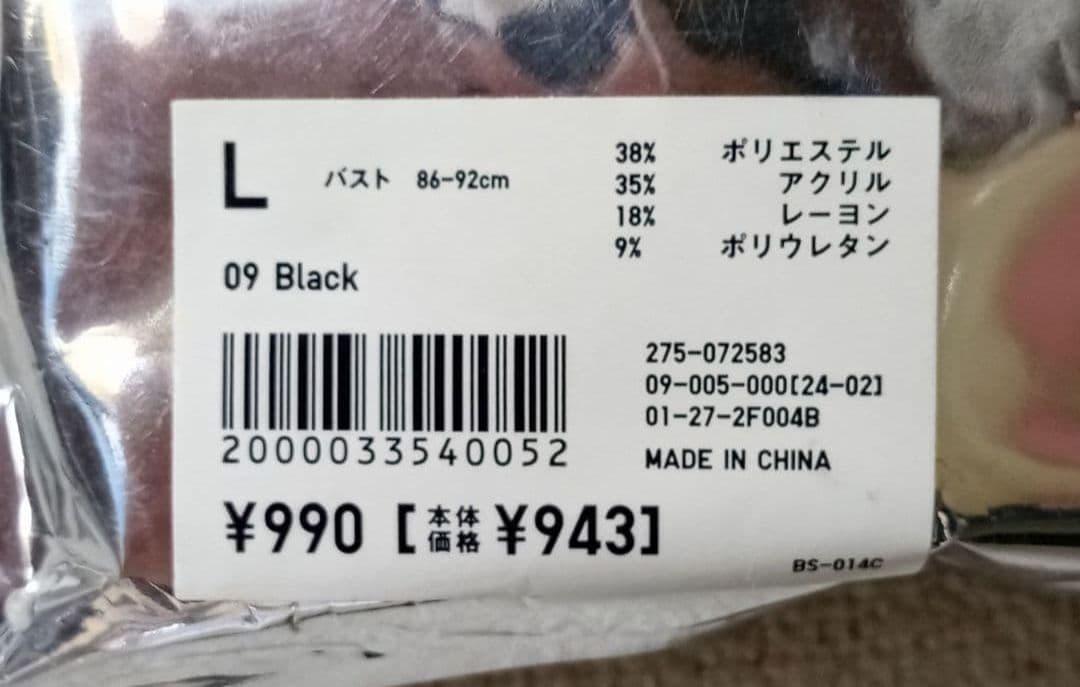 L バスト 86-92cm
38% ポリエステル
35% アクリル
18% レーヨン
9% ポリウレタン
09 Black
2000033540052
275-072583
09-005-000[24-02]
01-27-2F004B
MADE IN CHINA
¥990 [本体価格 ¥943]
BS-014C